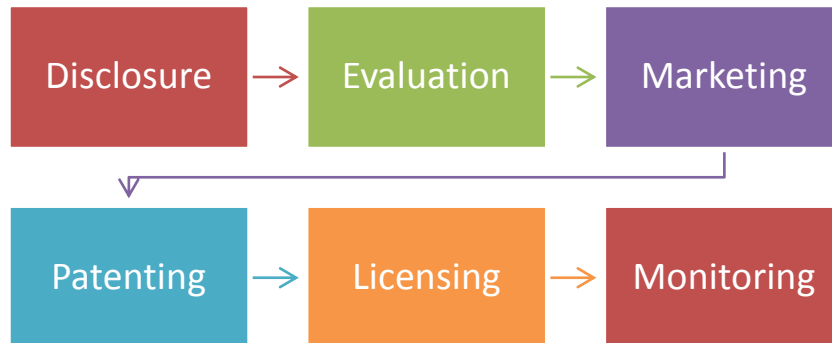 Disclosure
Evaluation
Marketing
Patenting
Licensing
Monitoring